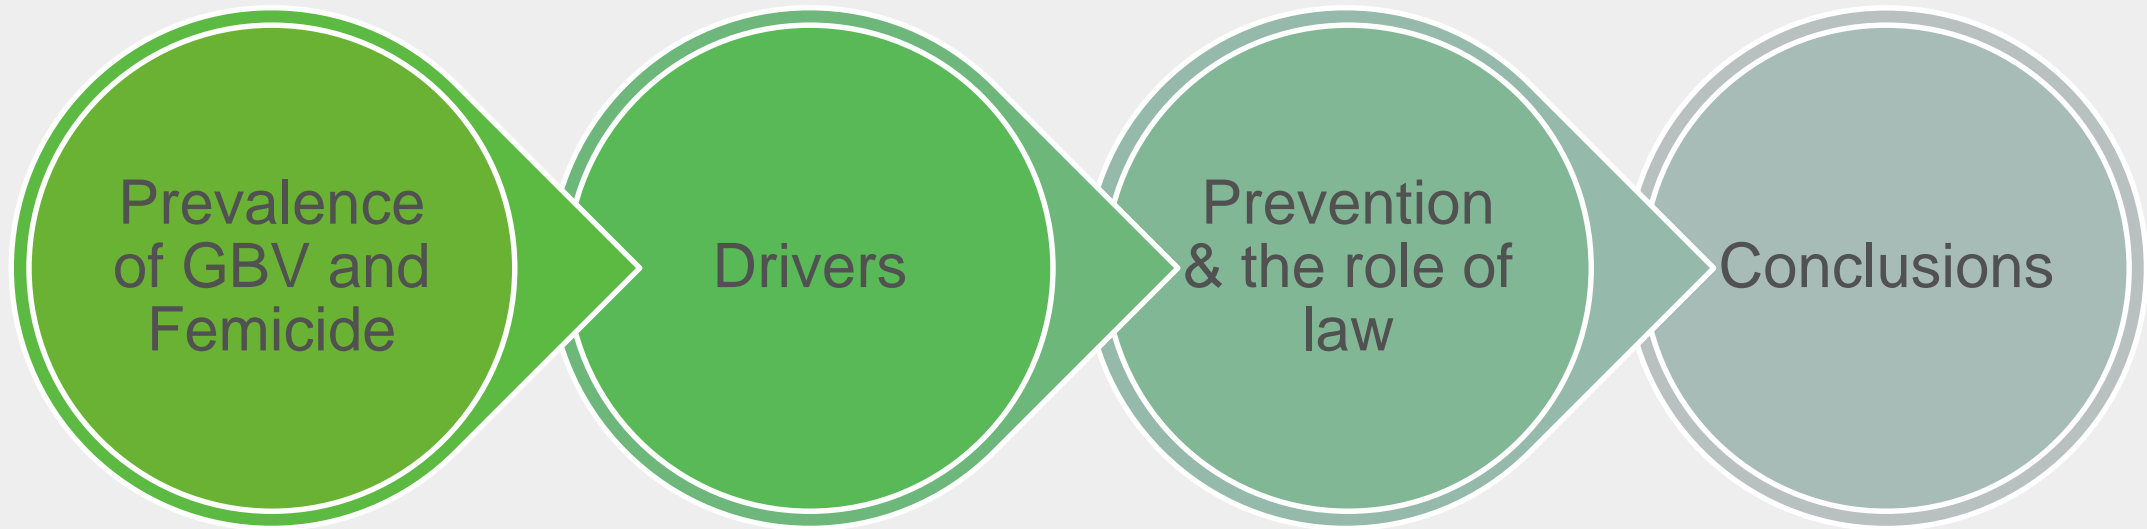 Prevalence
of GBV and
Femicide
Drivers
Prevention
& the role of
law
Conclusions